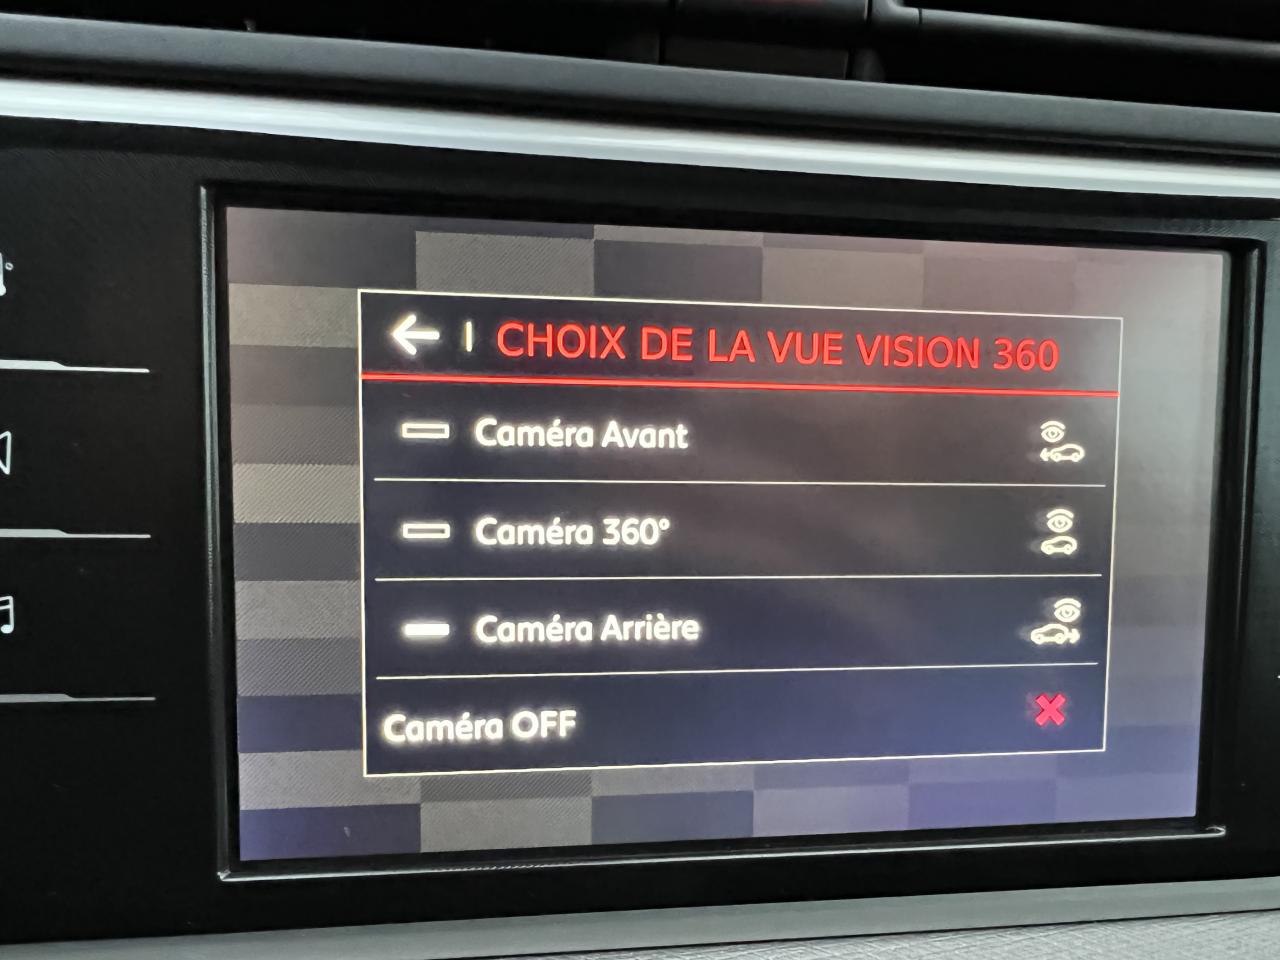 CHOIX DE LA VUE VISION 360
Caméra Avant
Caméra 360°
Caméra Arrière
Caméra OFF